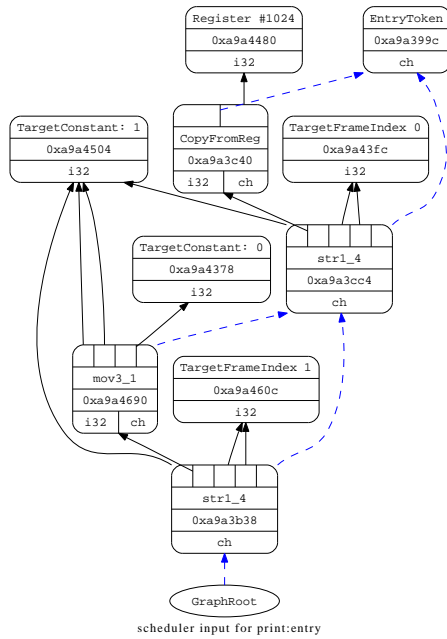 Register #1024
0xa9a4480
i32
EntryToken
0xa9a399c
ch
TargetConstant: 1
0xa9a4504
i32
CopyFromReg
0xa9a3c40
i32 ch
TargetFrameIndex 0
0xa9a43fc
i32
TargetConstant: 0
0xa9a4378
i32
str1_4
0xa9a3cc4
ch
mov3_1
0xa9a4690
i32 ch
TargetFrameIndex 1
0xa9a460c
i32
str1_4
0xa9a3b38
ch
GraphRoot
scheduler input for print:entry